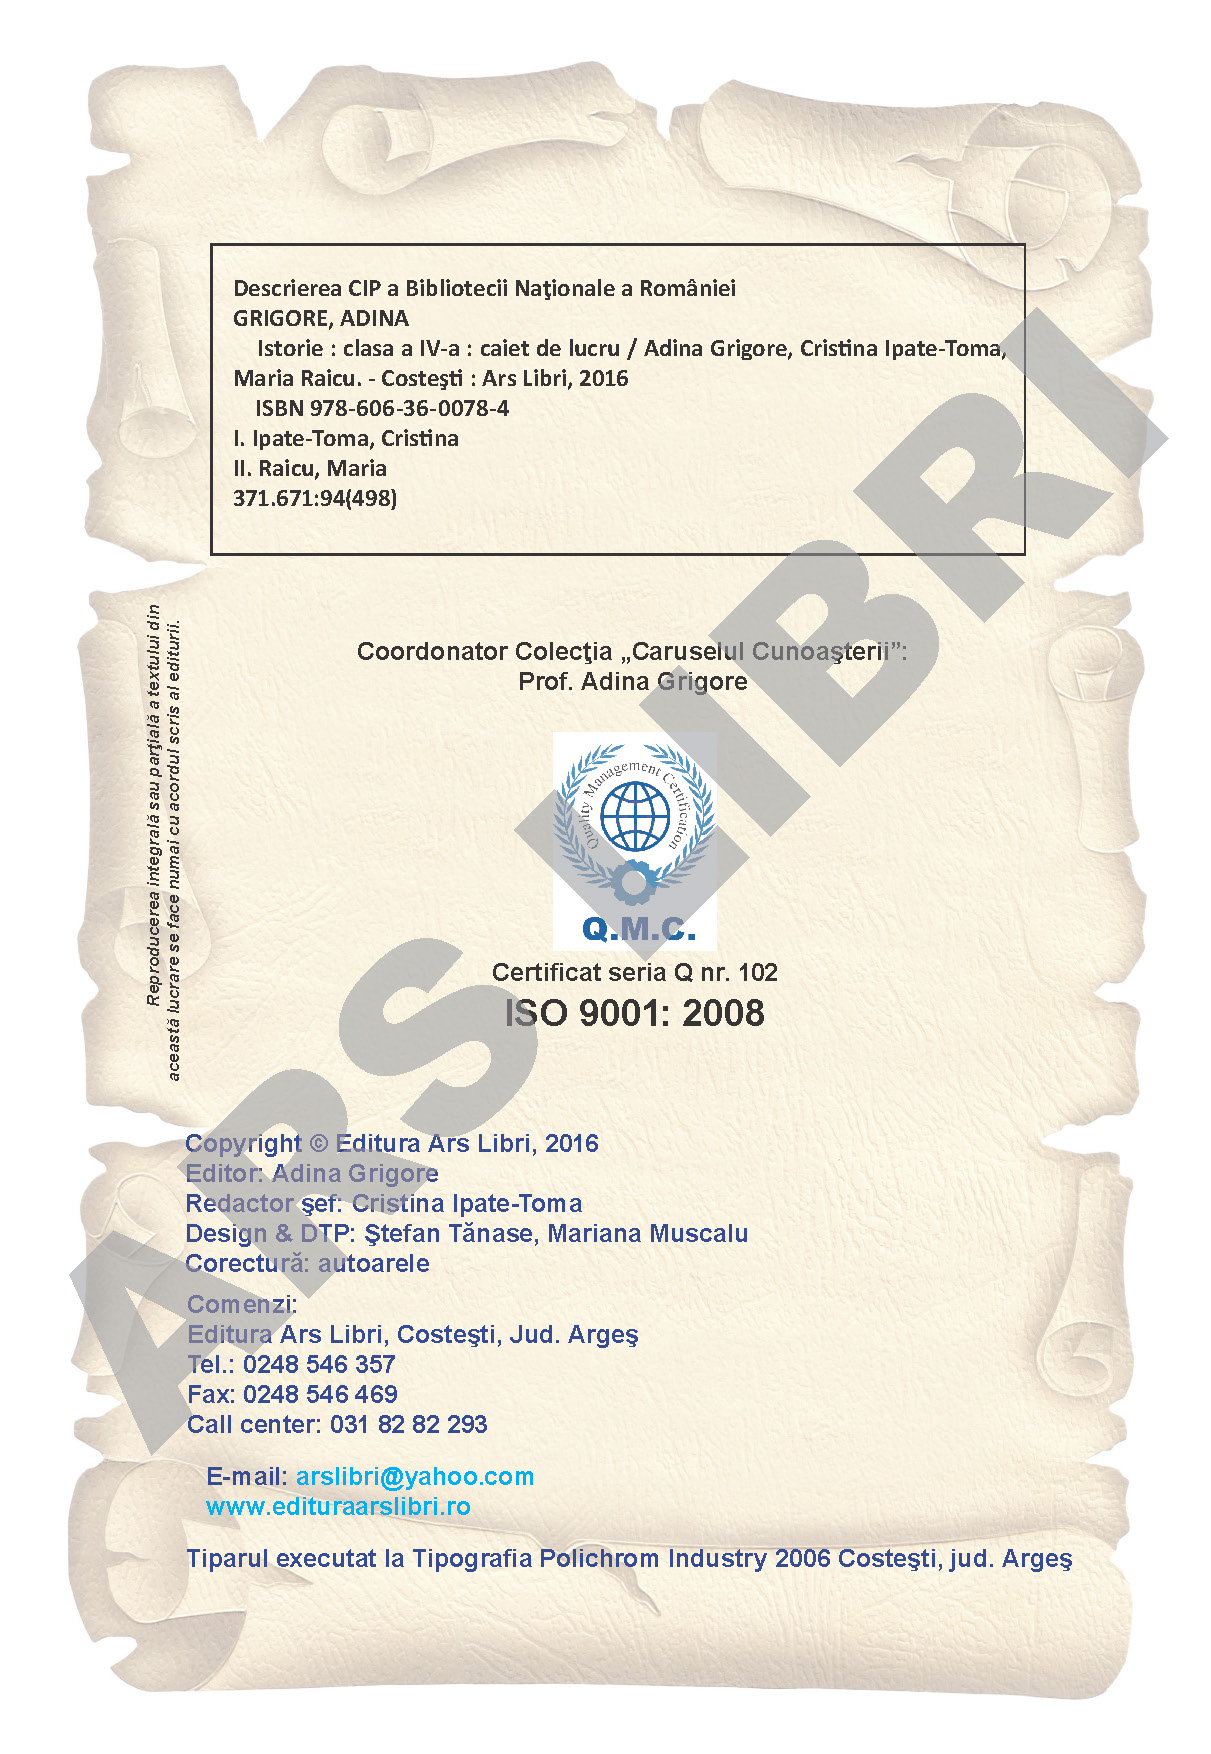 Descrierea CIP a Bibliotecii Naţionale a României
GRIGORE, ADINA
Istorie : clasa a IV-a : caiet de lucru / Adina Grigore, Cristina Ipate-Toma,
Maria Raicu. - Costeşti : Ars Libri, 2016
ISBN 978-606-36-0078-4
I. Ipate-Toma, Cristina
II. Raicu, Maria
371.671:94(498)
Reproducerea integrală sau parţială a textului din
această lucrare se face numai cu acordul scris al editurii.
Coordonator Colecţia „Caruselul Cunoaşterii”:
Prof. Adina Grigore
Quality Management Certification
Q.M.C.
Certificat seria Q nr. 102
ISO 9001: 2008
ARS LIBRI
Copyright © Editura Ars Libri, 2016
Editor: Adina Grigore
Redactor şef: Cristina Ipate-Toma
Design & DTP: Ştefan Tănase, Mariana Muscalu
Corectură: autoarele
Comenzi:
Editura Ars Libri, Costeşti, Jud. Argeş
Tel.: 0248 546 357
Fax: 0248 546 469
Call center: 031 82 82 293
E-mail: arslibri@yahoo.com
www.edituraarslibri.ro
Tiparul executat la Tipografia Polichrom Industry 2006 Costeşti, jud. Argeş